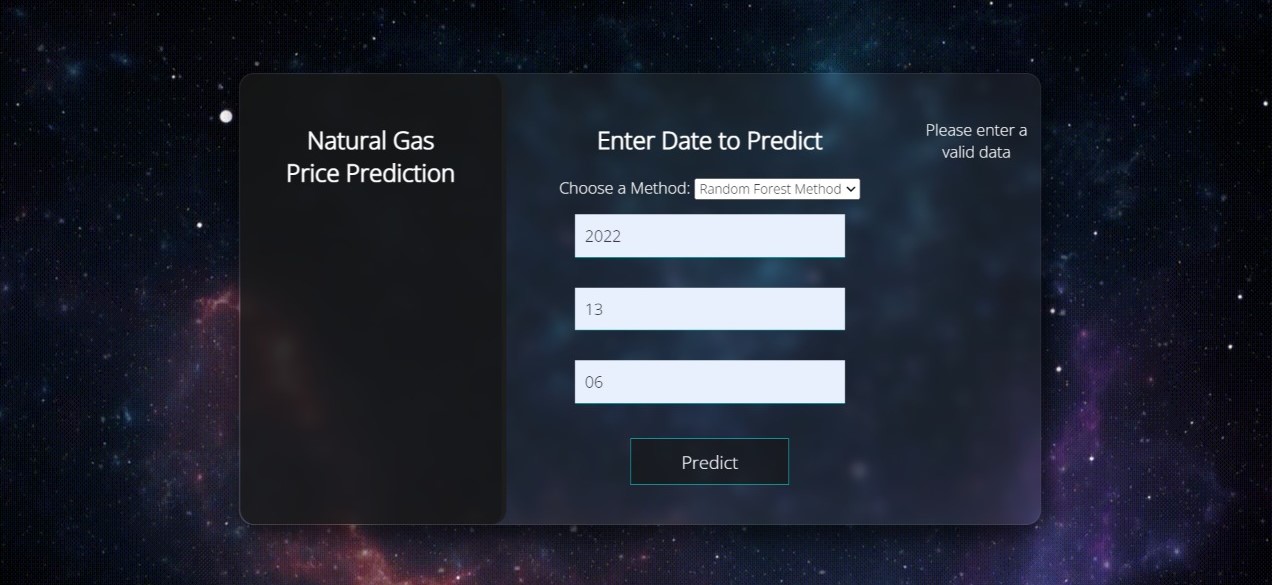 Natural Gas
Price Prediction
Enter Date to Predict
Choose a Method: Random Forest Method
2022
13
06
Predict
Please enter a
valid data